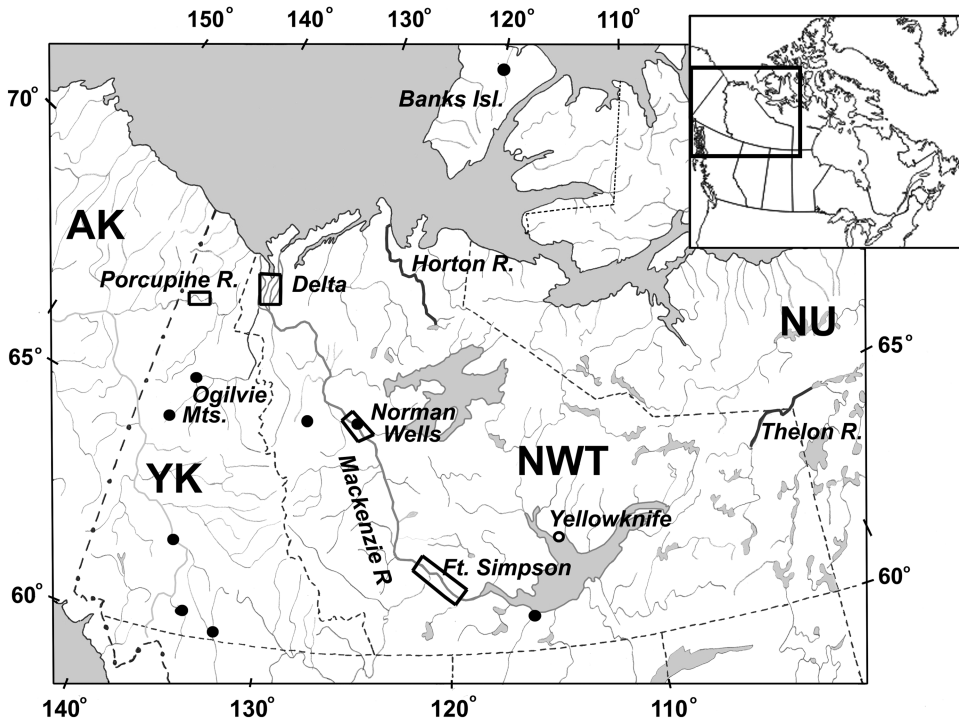 150° 140° 130° 120° 110°
70°
Banks Isl.
AK
Porcupine R.
Delta
Horton R.
NU
65°
65°
Ogilvie
Mts.
Norman
Wells
Thelon R.
YK
NWT
Mackenzie R
Yellowknife
Ft. Simpson
60°
60°
140° 130° 120° 110°